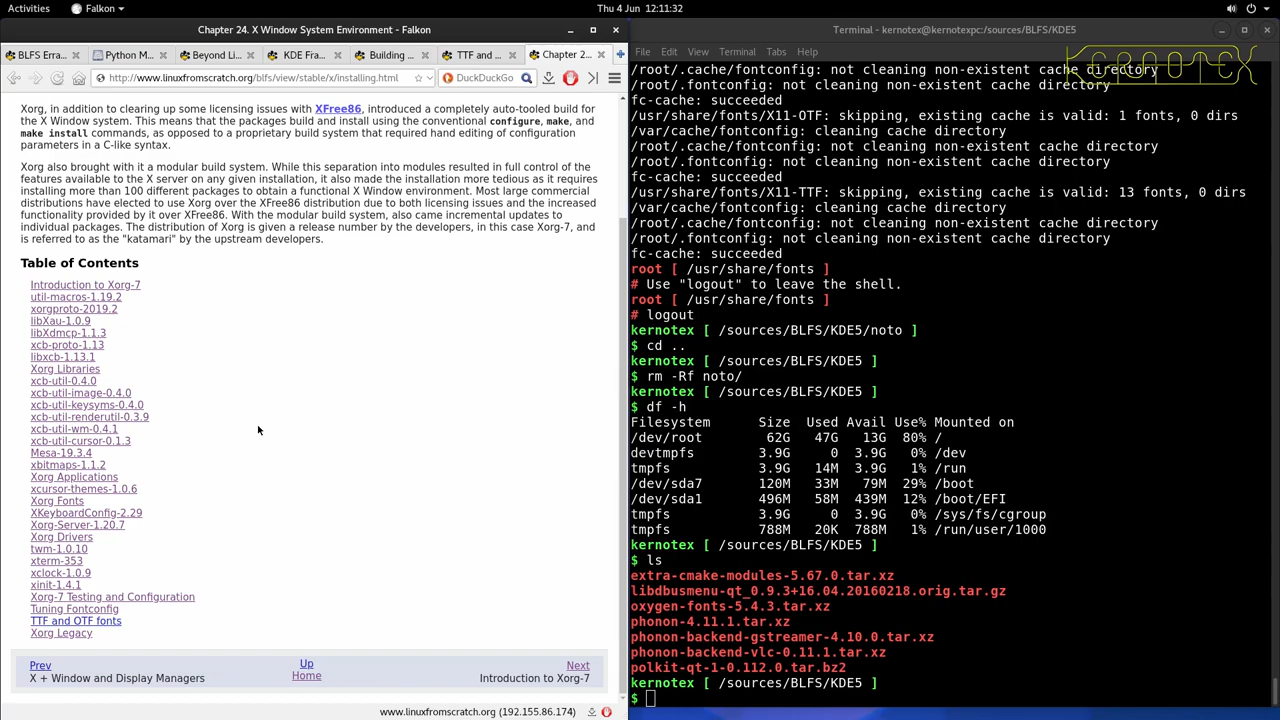 Activities
Falkon
Thu 4 Jun 12:11:32
Chapter 24. X Window System Environment - Falkon
BLFS Erra...
Python M...
Beyond Li...
KDE Fram...
Building ...
TTF and ...
Chapter 2...
http://www.linuxfromscratch.org/blfs/view/stable/x/installing.html
DuckDuckGo
Xorg, in addition to clearing up some licensing issues with XFree86, introduced a completely auto-tooled build for
the X Window system. This means that the packages build and install using the conventional configure, make, and
make install commands, as opposed to a proprietary build system that required hand editing of configuration
parameters in a C-like syntax.
Xorg also brought with it a modular build system. While this separation into modules resulted in full control of the
features available to the X server on any given installation, it also made the installation more tedious as it requires
installing more than 100 different packages to obtain a functional X Window environment. Most large commercial
distributions have elected to use Xorg over the XFree86 distribution due to both licensing issues and the increased
functionality provided by it over XFree86. With the modular build system, also came incremental updates to
individual packages. The distribution of Xorg is given a release number by the developers, in this case Xorg-7, and
is referred to as the "katamari" by the upstream developers.
Table of Contents
Introduction to Xorg-7
util-macros-1.19.2
xorgproto-2019.2
libXau-1.0.9
libXdmcp-1.1.3
xcb-proto-1.13
libxcb-1.13.1
Xorg Libraries
xcb-util-0.4.0
xcb-util-image-0.4.0
xcb-util-keysyms-0.4.0
xcb-util-renderutil-0.3.9
xcb-util-wm-0.4.1
xcb-util-cursor-0.1.3
Mesa-19.3.4
xbitmaps-1.1.2
Xorg Applications
xcursor-themes-1.0.6
Xorg Fonts
XKeyboardConfig-2.29
Xorg-Server-1.20.7
Xorg Drivers
twm-1.0.10
xterm-353
xclock-1.0.9
xinit-1.4.1
Xorg-7 Testing and Configuration
Tuning Fontconfig
TTF and OTF fonts
Xorg Legacy
Prev
Up
Next
X + Window and Display Managers
Home
Introduction to Xorg-7
www.linuxfromscratch.org (192.155.86.174)
Terminal - kernotex@kernotexpc:/sources/BLFS/KDE5
File Edit View Terminal Tabs Help
KERNOTEX
/root/.cache/fontconfig: not cleaning non-existent cache directory
/root/.fontconfig: not cleaning non-existent cache directory
fc-cache: succeeded
/usr/share/fonts/X11-OTF: skipping, existing cache is valid: 1 fonts, 0 dirs
/var/cache/fontconfig: cleaning cache directory
/root/.cache/fontconfig: not cleaning non-existent cache directory
/root/.fontconfig: not cleaning non-existent cache directory
fc-cache: succeeded
/usr/share/fonts/X11-TTF: skipping, existing cache is valid: 13 fonts, 0 dirs
/var/cache/fontconfig: cleaning cache directory
/root/.cache/fontconfig: not cleaning non-existent cache directory
/root/.fontconfig: not cleaning non-existent cache directory
fc-cache: succeeded
root [ /usr/share/fonts ]
# Use "logout" to leave the shell.
root [ /usr/share/fonts ]
# logout
kernotex [ /sources/BLFS/KDE5/noto ]
$ cd ..
kernotex [ /sources/BLFS/KDE5 ]
$ rm -Rf noto/
kernotex [ /sources/BLFS/KDE5 ]
$ df -h
Filesystem Size Used Avail Use% Mounted on
/dev/root 62G 47G 13G 80% /
devtmpfs 3.9G 0 3.9G 0% /dev
tmpfs 3.9G 14M 3.9G 1% /run
/dev/sda7 120M 33M 79M 29% /boot
/dev/sda1 496M 58M 439M 12% /boot/EFI
tmpfs 3.9G 0 3.9G 0% /sys/fs/cgroup
tmpfs 788M 20K 788M 1% /run/user/1000
kernotex [ /sources/BLFS/KDE5 ]
$ ls
extra-cmake-modules-5.67.0.tar.xz
libdbusmenu-qt_0.9.3+16.04.20160218.orig.tar.gz
oxygen-fonts-5.4.3.tar.xz
phonon-4.11.1.tar.xz
phonon-backend-gstreamer-4.10.0.tar.xz
phonon-backend-vlc-0.11.1.tar.xz
polkit-qt-1-0.112.0.tar.bz2
kernotex [ /sources/BLFS/KDE5 ]
$